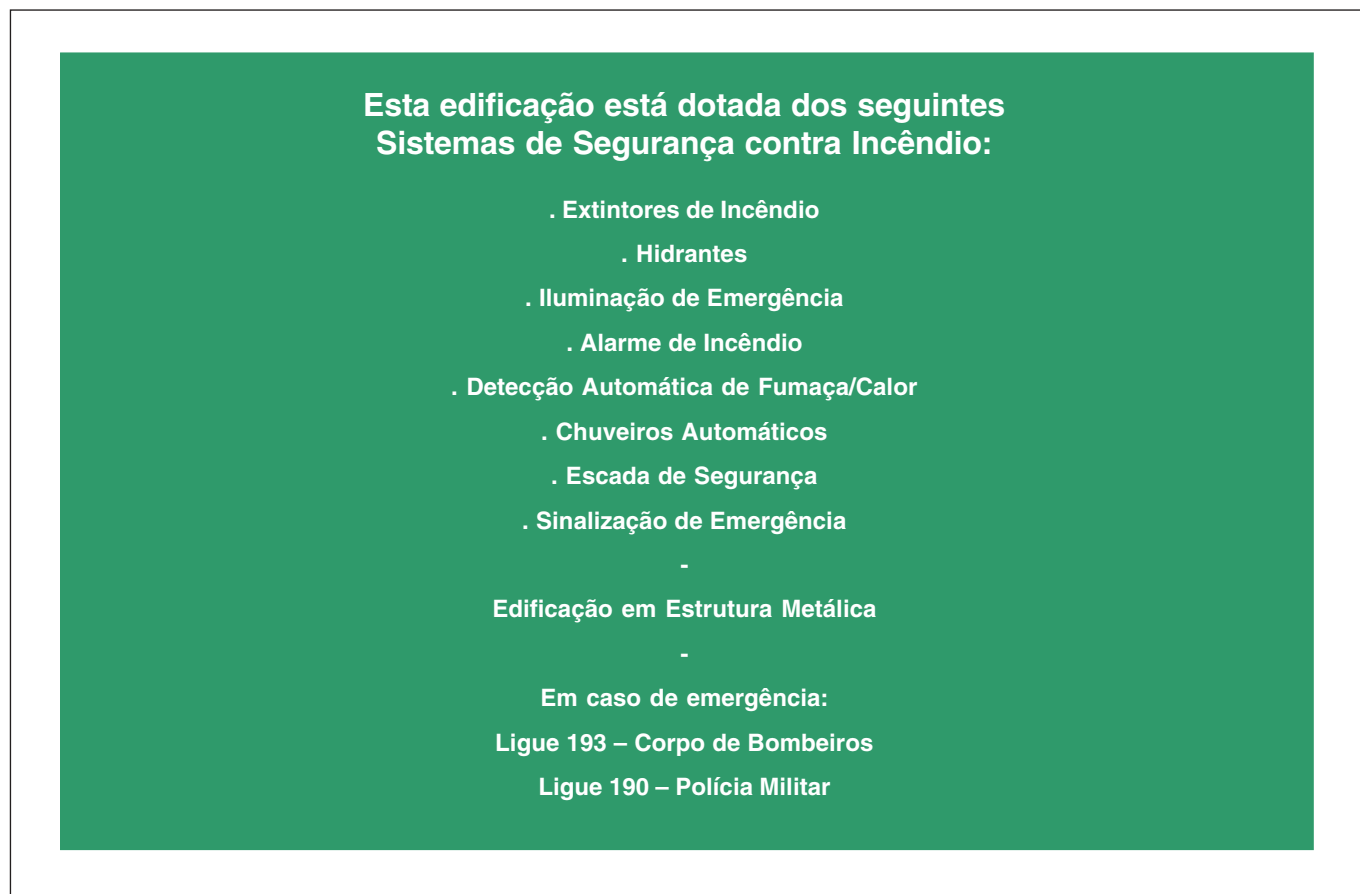 Esta edificação está dotada dos seguintes
Sistemas de Segurança contra Incêndio:
. Extintores de Incêndio
. Hidrantes
. Iluminação de Emergência
. Alarme de Incêndio
. Detecção Automática de Fumaça/Calor
. Chuveiros Automáticos
. Escada de Segurança
. Sinalização de Emergência
-
Edificação em Estrutura Metálica
-
Em caso de emergência:
Ligue 193 – Corpo de Bombeiros
Ligue 190 – Polícia Militar